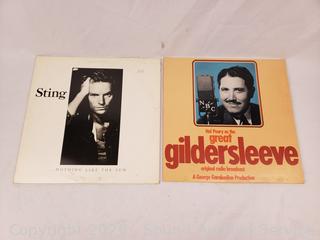 Sting
NOTHING LIKE THE SUN
NBC
Hal Peary as the
great
gildersleeve
original radio broadcast
A George Garabedian Production